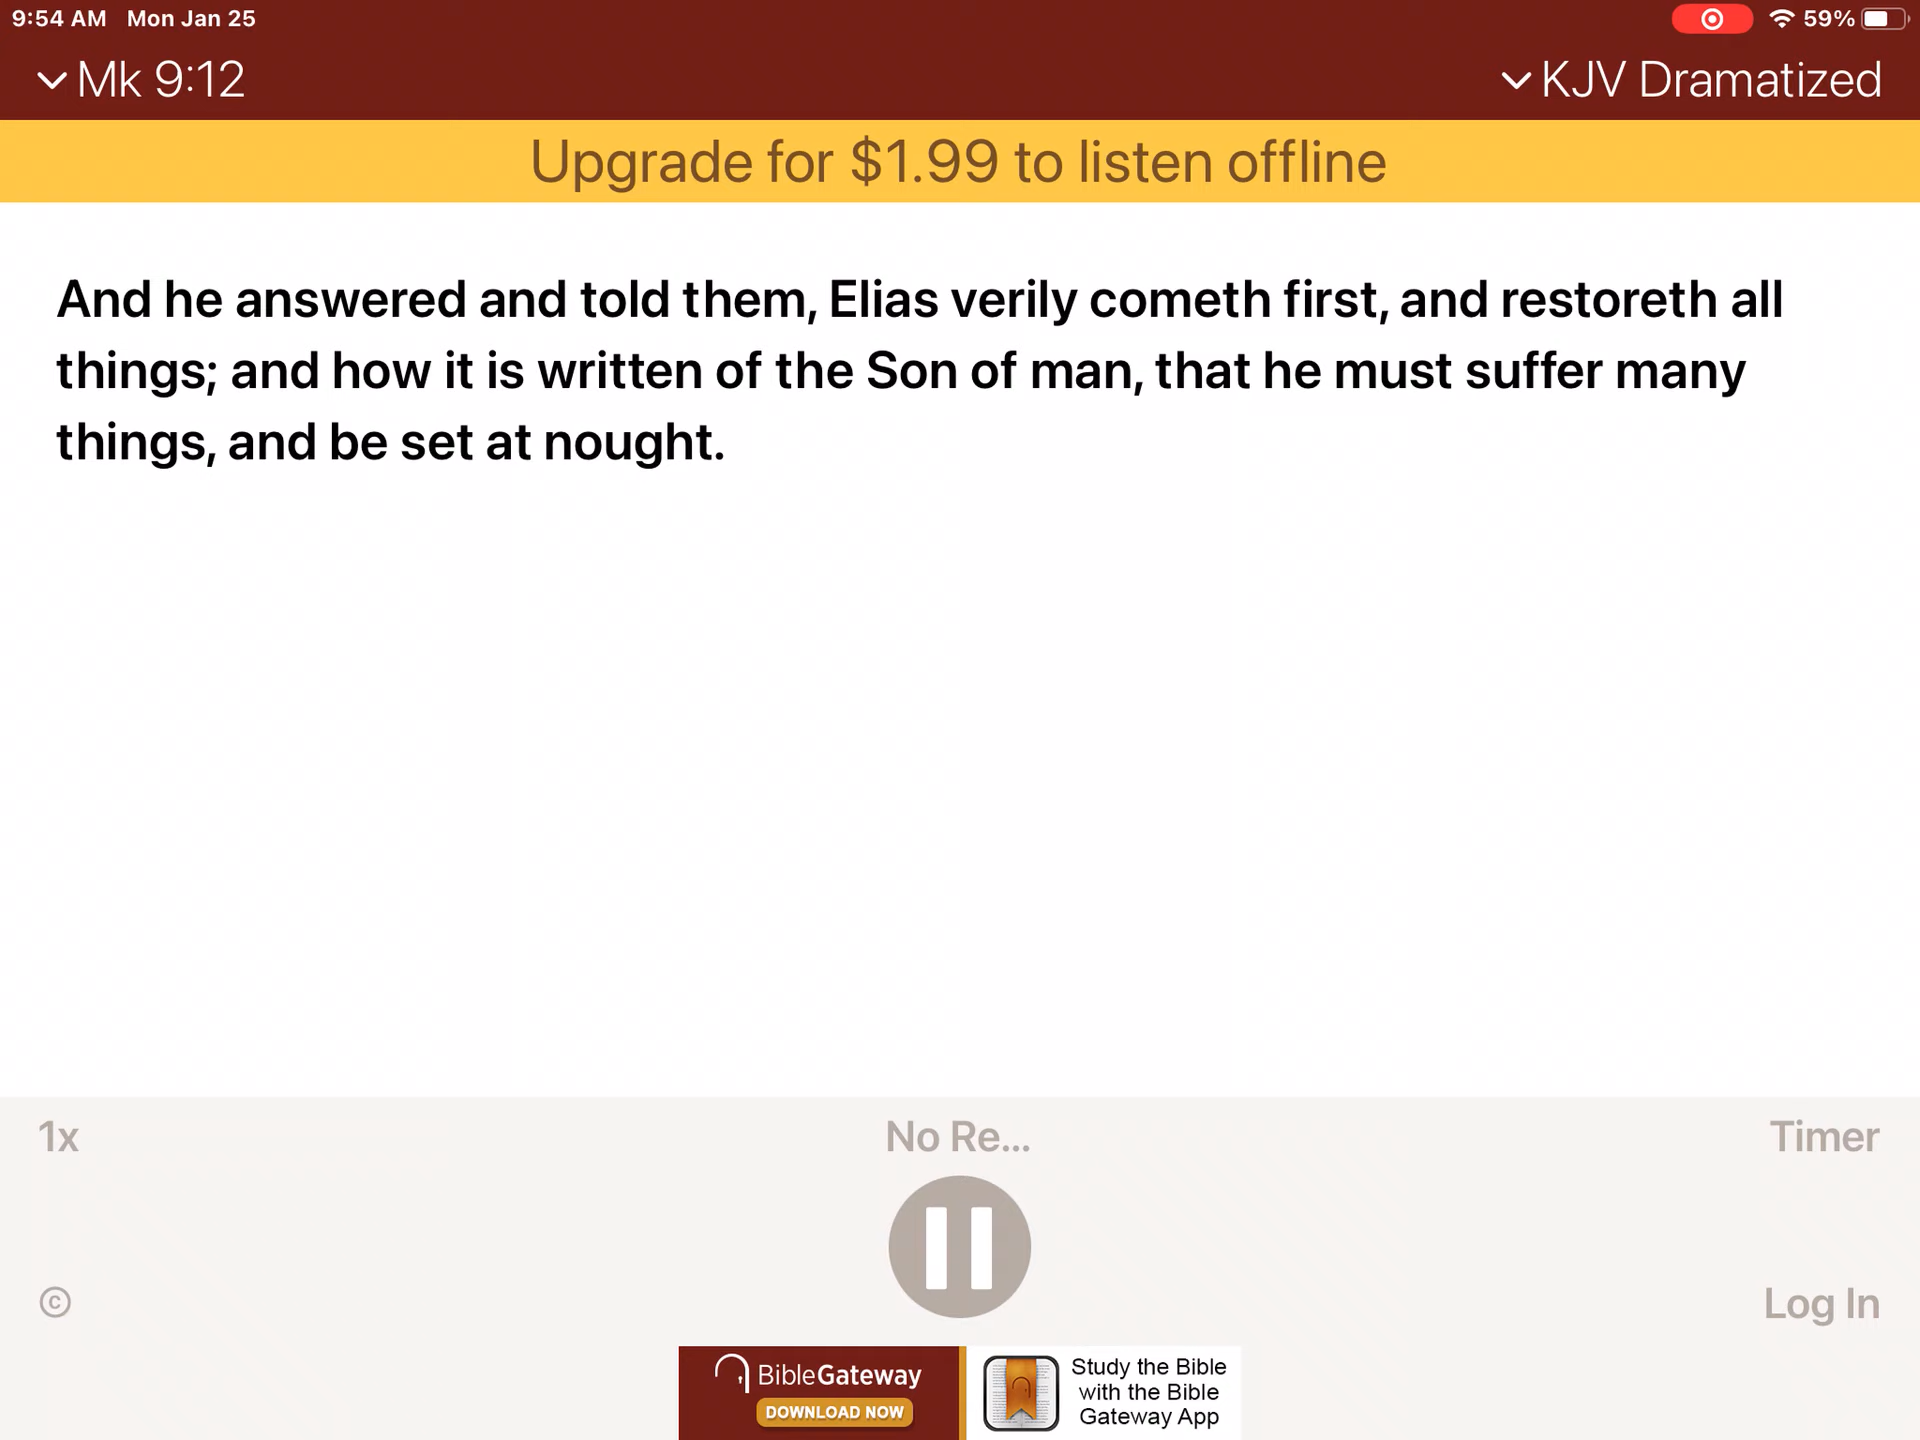 9:54 AM Mon Jan 25
59%
Mk 9:12
KJV Dramatized
Upgrade for $1.99 to listen offline
And he answered and told them, Elias verily cometh first, and restoreth all
things; and how it is written of the Son of man, that he must suffer many
things, and be set at nought.
1x
No Re...
Timer
©
Log In
BibleGateway
DOWNLOAD NOW
Study the Bible
with the Bible
Gateway App